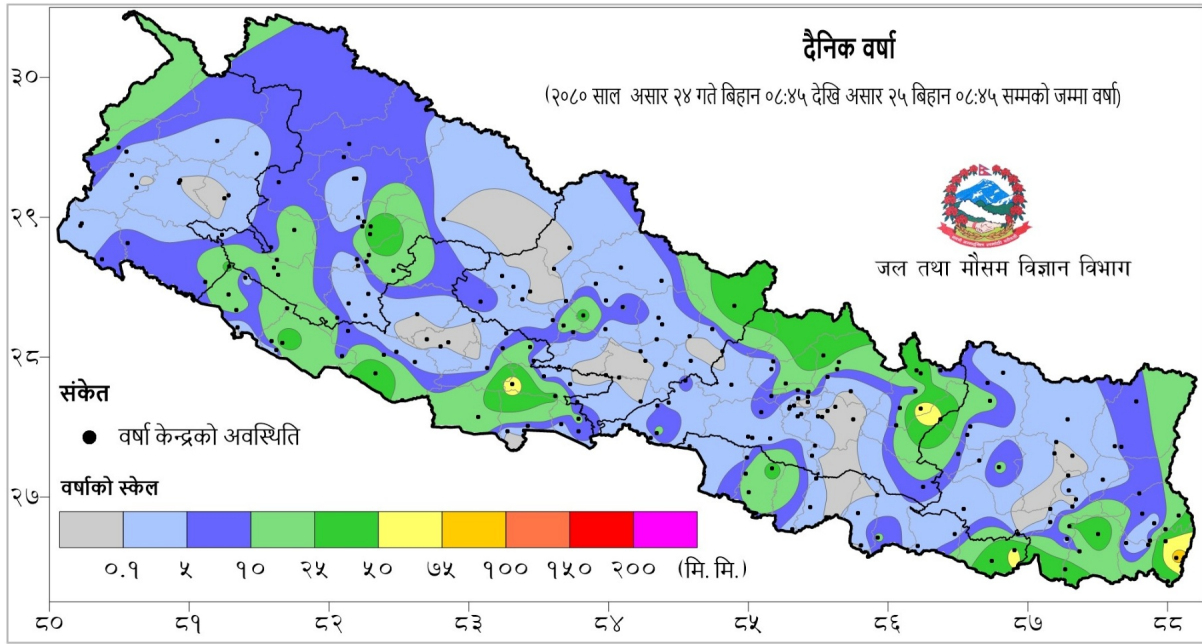 दैनिक वर्षा
(२०८० साल असार २४ गते बिहान ०८:४५ देखि असार २५ बिहान ०८:४५ सम्मको जम्मा वर्षा)
जल तथा मौसम विज्ञान विभाग
३०
२९
२८
२७
संकेत
वर्षा केन्द्रको अवस्थिति
वर्षाको स्केल
०.१ ५ १० २५ ५० ७५ १०० १५० २०० (मि. मि.)
८० ८१ ८२ ८३ ८४ ८५ ८६ ८७ ८८